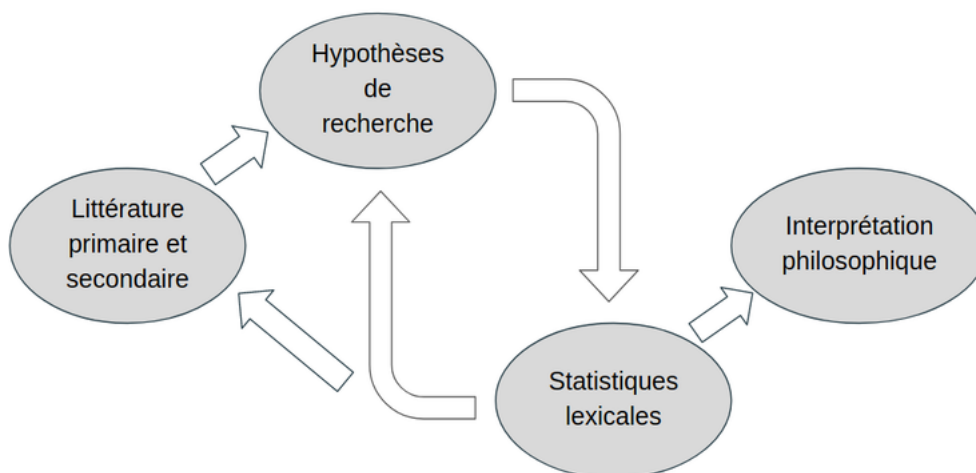 Hypothèses
de
recherche
Littérature
primaire et
secondaire
Interprétation
philosophique
Statistiques
lexicales